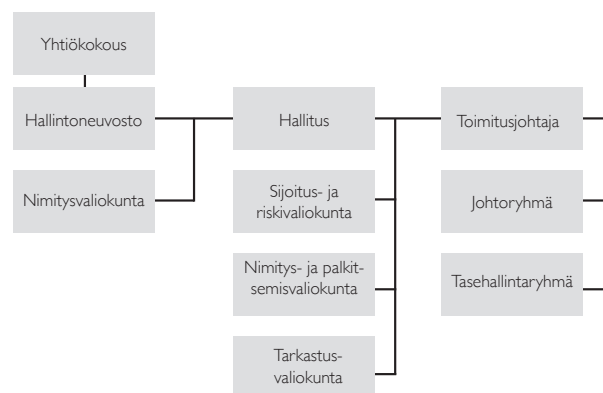 Yhtiökokous
Hallintoneuvosto
Nimitysvaliokunta
Hallitus
Sijoitus- ja
riskivaliokunta
Nimitys- ja palkit-
semisvaliokunta
Tarkastus-
valiokunta
Toimitusjohtaja
Johtoryhmä
Tasehallintaryhmä